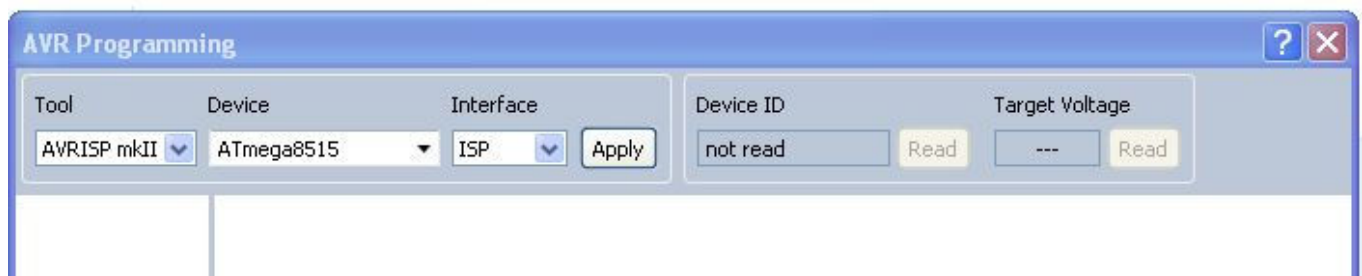 AVR Programming
Tool Device Interface Device ID Target Voltage
AVRISP mkII ATmega8515 ISP Apply not read Read --- Read